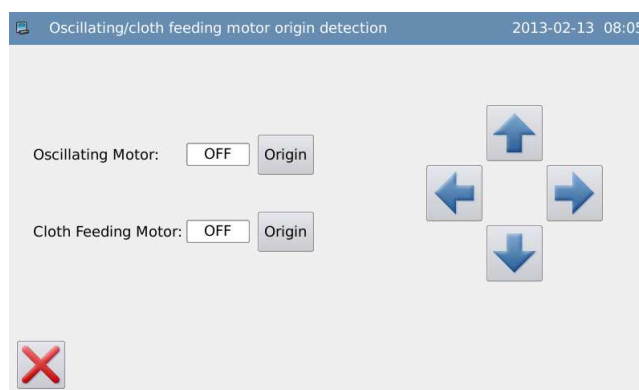 Oscillating/cloth feeding motor origin detection 2013-02-13 08:05
Oscillating Motor: OFF Origin
Cloth Feeding Motor: OFF Origin